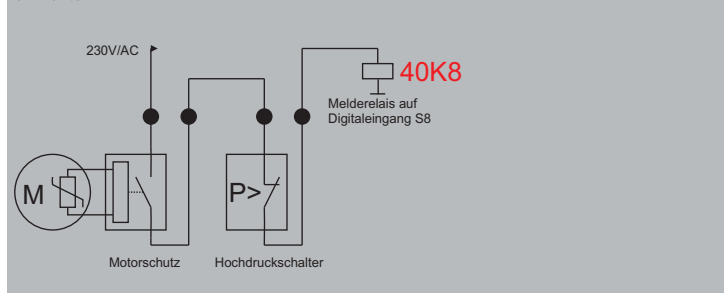 230V/AC
40K8
Melderelais auf
Digitaleingang S8
M
P>
Motorschutz
Hochdruckschalter